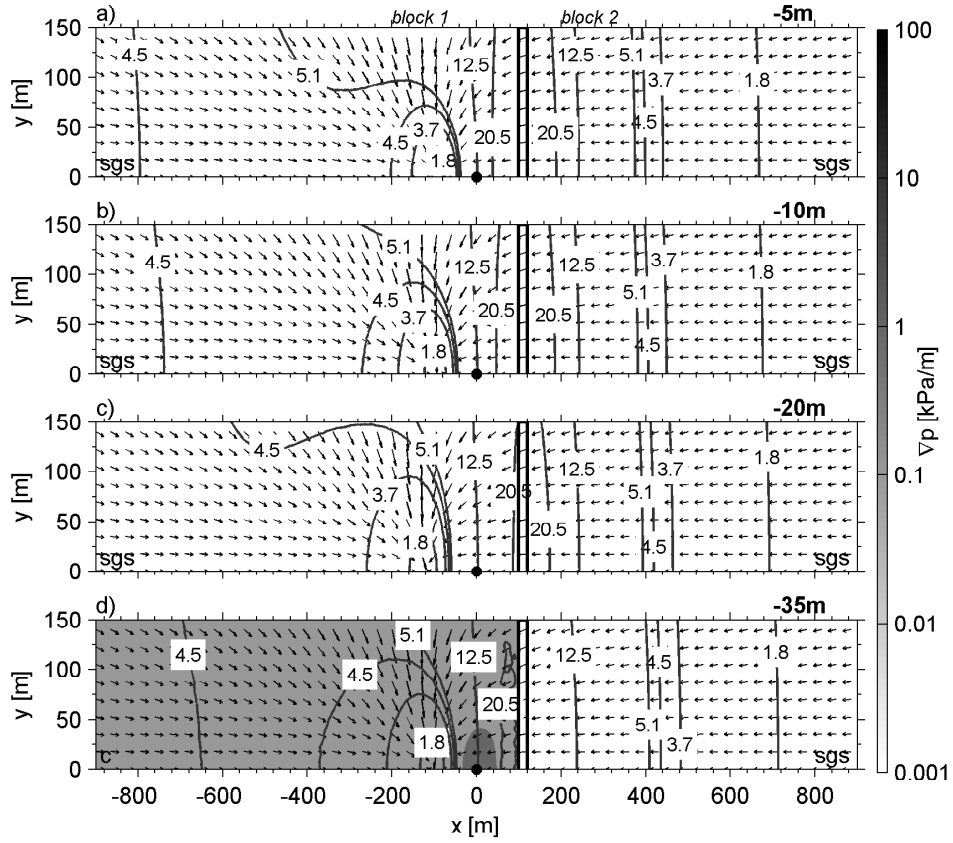 a) block 1 block 2 -5m
150 100 50 0
y [m]
4.5 5.1 12.5 12.5 5.1 3.7 1.8
3.7 4.5 1.8 20.5 20.5 4.5
sgs sgs
b) -10m
150 100 50 0
y [m]
4.5 5.1 12.5 12.5 3.7 1.8
4.5 3.7 1.8 20.5 20.5 5.1 4.5
sgs sgs
c) -20m
150 100 50 0
y [m]
4.5 5.1 12.5 12.5 3.7 1.8
3.7 1.8 20.5 20.5 5.1 4.5
sgs sgs
d) -35m
150 100 50 0
y [m]
4.5 5.1 4.5 12.5 12.5 4.5 1.8
1.8 20.5 5.1 3.7
c sgs
-800 -600 -400 -200 0 200 400 600 800
x [m]
100
10
1
0.1
0.01
0.001
∇p [kPa/m]